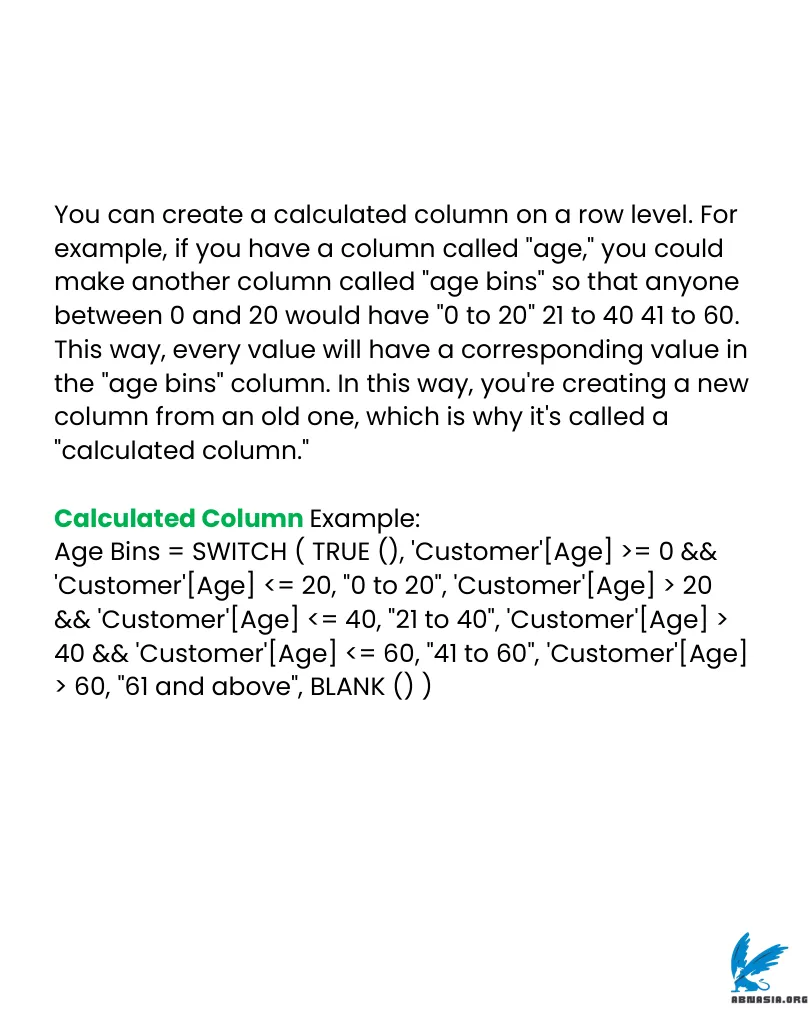 You can create a calculated column on a row level. For
example, if you have a column called "age," you could
make another column called "age bins" so that anyone
between 0 and 20 would have "0 to 20" 21 to 40 41 to 60.
This way, every value will have a corresponding value in
the "age bins" column. In this way, you're creating a new
column from an old one, which is why it's called a
"calculated column."
Calculated Column Example:
Age Bins = SWITCH ( TRUE (), 'Customer'[Age] >= 0 &&
'Customer'[Age] <= 20, "0 to 20", 'Customer'[Age] > 20
&& 'Customer'[Age] <= 40, "21 to 40", 'Customer'[Age] >
40 && 'Customer'[Age] <= 60, "41 to 60", 'Customer'[Age]
> 60, "61 and above", BLANK () )
ABNASIA.ORG